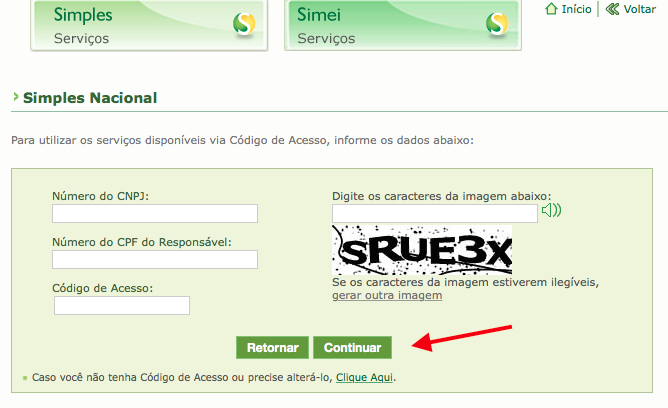 Simples
Serviços
Simei
Serviços
Início
Voltar
Simples Nacional
Para utilizar os serviços disponíveis via Código de Acesso, informe os dados abaixo:
Número do CNPJ:
Número do CPF do Responsável:
Código de Acesso:
Digite os caracteres da imagem abaixo:
sRUE3X
Se os caracteres da imagem estiverem ilegíveis,
gerar outra imagem
Retornar
Continuar
Caso você não tenha Código de Acesso ou precise alterá-lo, Clique Aqui.